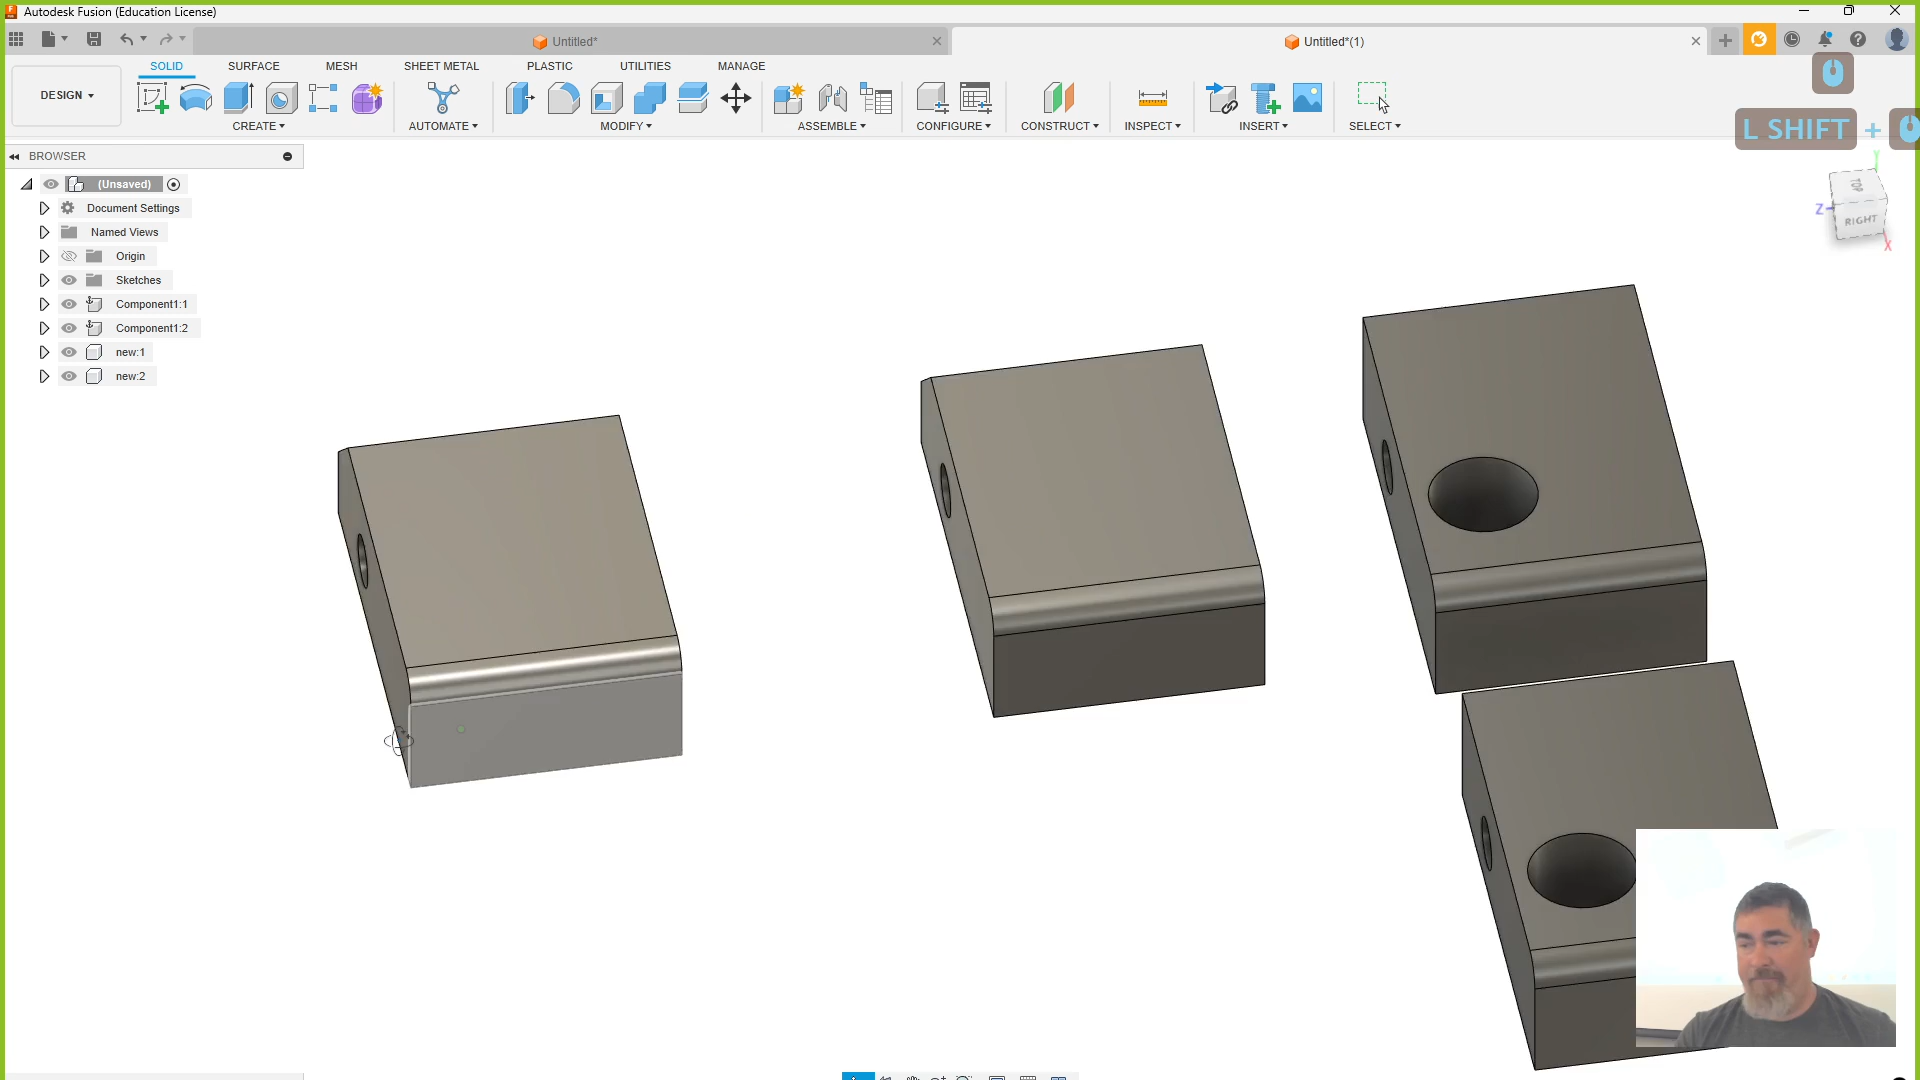 Autodesk Fusion (Education License)
Untitled*
Untitled*(1)
DESIGN
SOLID
SURFACE
MESH
SHEET METAL
PLASTIC
UTILITIES
MANAGE
CREATE
AUTOMATE
MODIFY
ASSEMBLE
CONFIGURE
CONSTRUCT
INSPECT
INSERT
SELECT
L SHIFT +
BROWSER
(Unsaved)
Document Settings
Named Views
Origin
Sketches
Component1:1
Component1:2
new:1
new:2
Y
TOP
Z
RIGHT
X